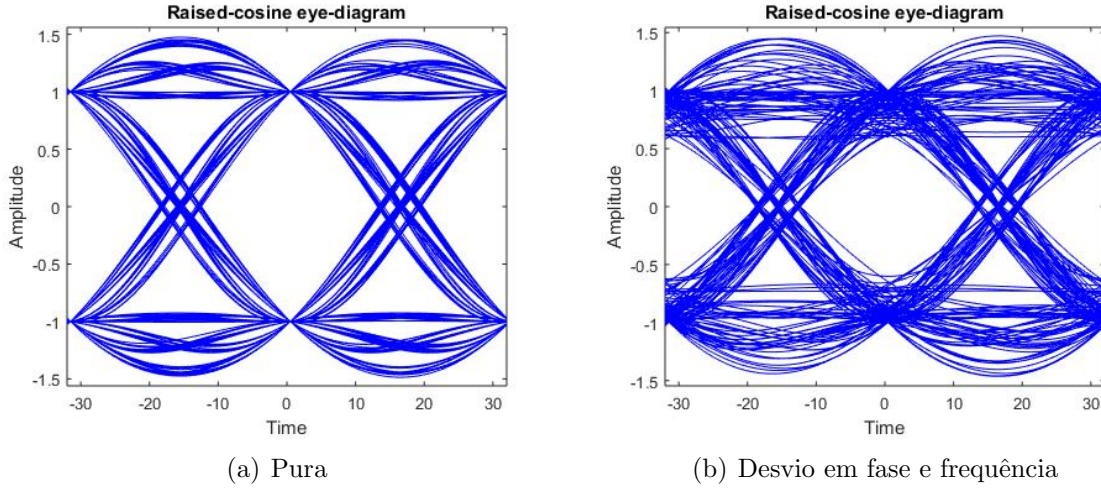 Raised-cosine eye-diagram
1.5
1
0.5
0
-0.5
-1
-1.5
Amplitude
-30 -20 -10 0 10 20 30
Time
(a) Pura
Raised-cosine eye-diagram
1.5
1
0.5
0
-0.5
-1
-1.5
Amplitude
-30 -20 -10 0 10 20 30
Time
(b) Desvio em fase e frequência